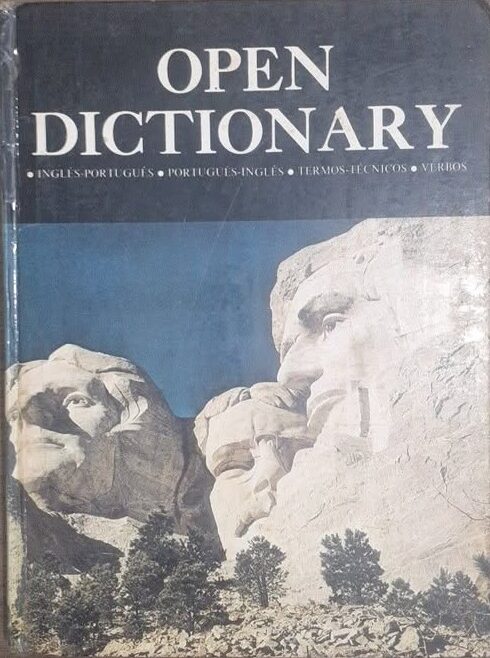 OPEN
DICTIONARY
• INGLÊS-PORTUGUÊS • PORTUGUÊS-INGLÊS • TERMOS-TÉCNICOS • VERBOS